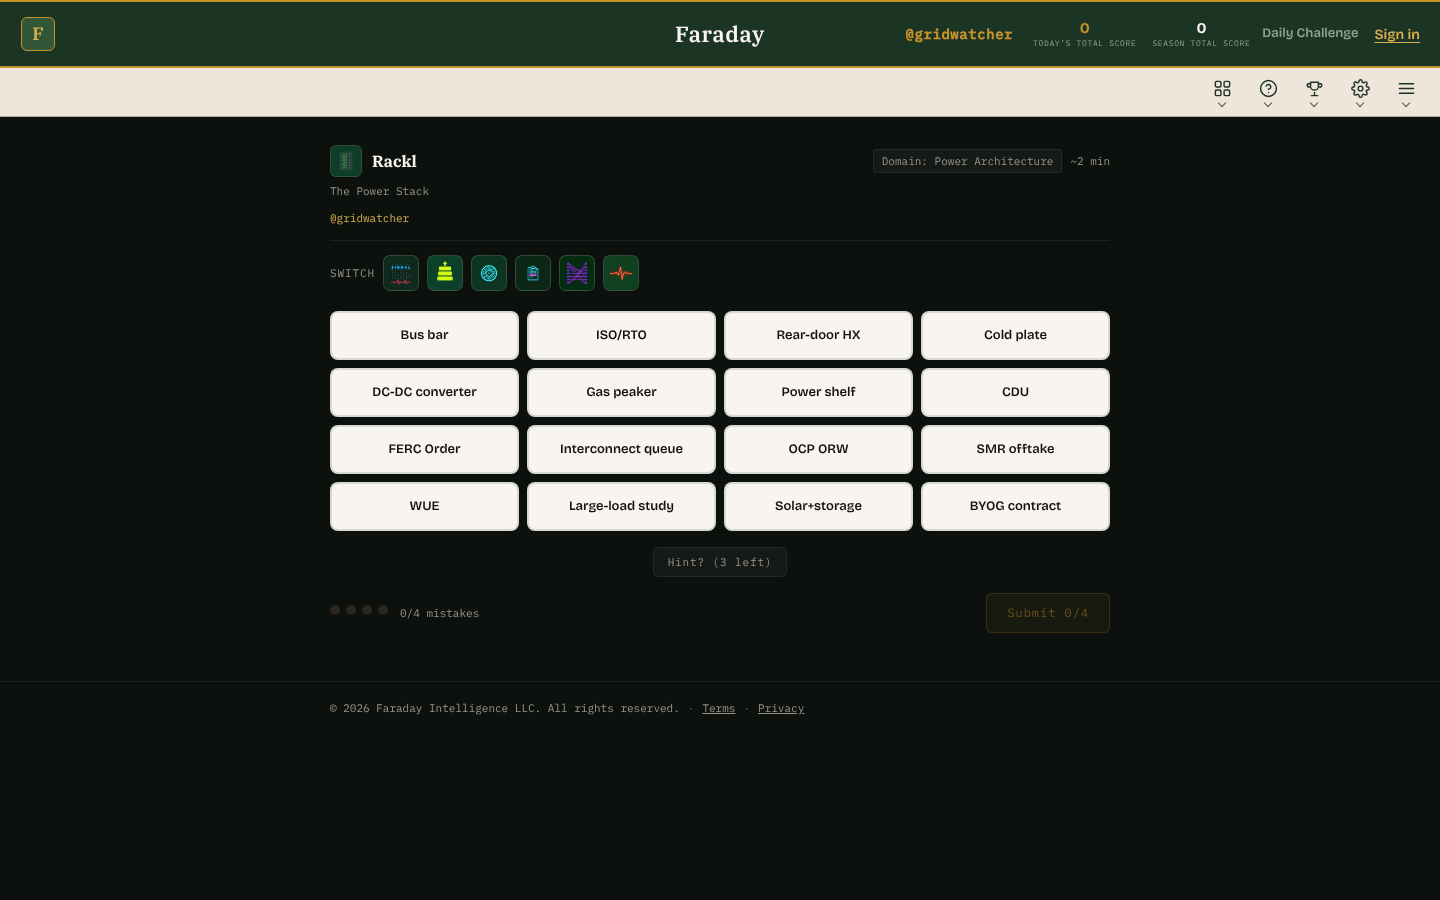 F
Faraday
@gridwatcher
0
TODAY'S TOTAL SCORE
0
SEASON TOTAL SCORE
Daily Challenge
Sign in
Rackl
Domain: Power Architecture
~2 min
The Power Stack
@gridwatcher
SWITCH
Bus bar
ISO/RTO
Rear-door HX
Cold plate
DC-DC converter
Gas peaker
Power shelf
CDU
FERC Order
Interconnect queue
OCP ORW
SMR offtake
WUE
Large-load study
Solar+storage
BYOG contract
Hint? (3 left)
0/4 mistakes
Submit 0/4
© 2026 Faraday Intelligence LLC. All rights reserved. · Terms · Privacy